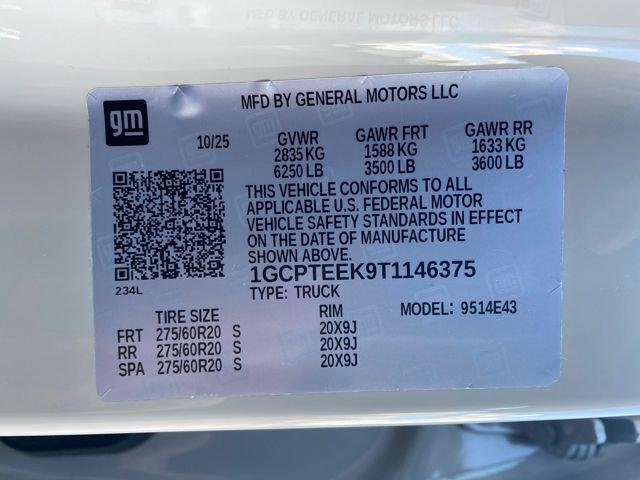 MFD BY GENERAL MOTORS LLC
gm
10/25 GVWR GAWR FRT GAWR RR
2835 KG 1588 KG 1633 KG
6250 LB 3500 LB 3600 LB
THIS VEHICLE CONFORMS TO ALL
APPLICABLE U.S. FEDERAL MOTOR
VEHICLE SAFETY STANDARDS IN EFFECT
ON THE DATE OF MANUFACTURE
SHOWN ABOVE.
1GCPTEEK9T1146375
234L
TYPE: TRUCK
TIRE SIZE RIM MODEL: 9514E43
FRT 275/60R20 S 20X9J
RR 275/60R20 S 20X9J
SPA 275/60R20 S 20X9J